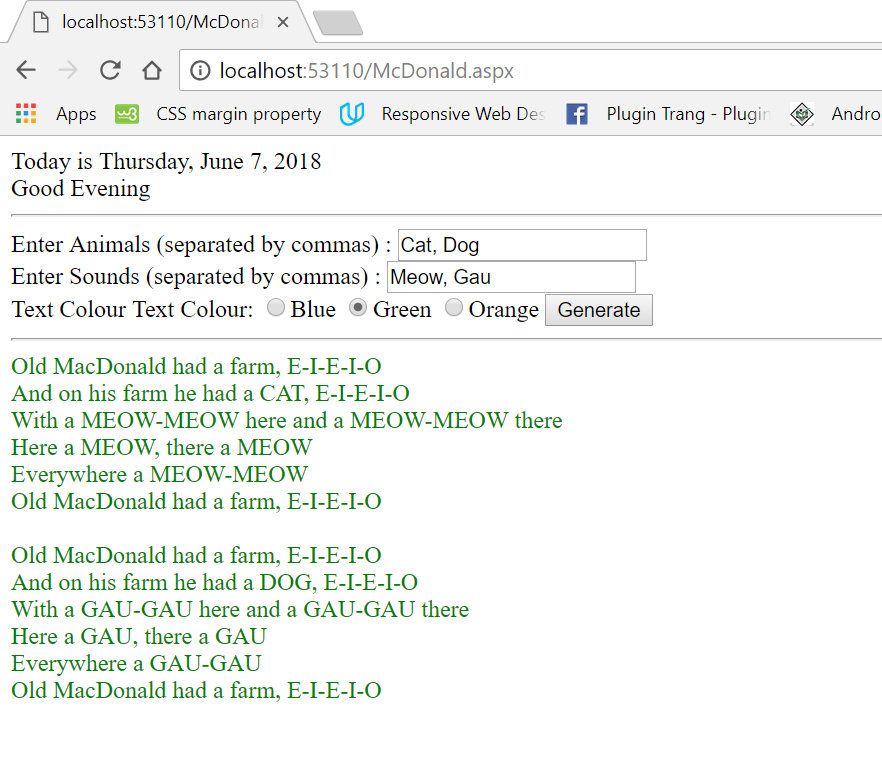 localhost:53110/McDonal
localhost:53110/McDonald.aspx
Apps w3 CSS margin property Responsive Web Des Plugin Trang - Plugin Andro
Today is Thursday, June 7, 2018
Good Evening
Enter Animals (separated by commas) : Cat, Dog
Enter Sounds (separated by commas) : Meow, Gau
Text Colour Text Colour: Blue Green Orange Generate
Old MacDonald had a farm, E-I-E-I-O
And on his farm he had a CAT, E-I-E-I-O
With a MEOW-MEOW here and a MEOW-MEOW there
Here a MEOW, there a MEOW
Everywhere a MEOW-MEOW
Old MacDonald had a farm, E-I-E-I-O
Old MacDonald had a farm, E-I-E-I-O
And on his farm he had a DOG, E-I-E-I-O
With a GAU-GAU here and a GAU-GAU there
Here a GAU, there a GAU
Everywhere a GAU-GAU
Old MacDonald had a farm, E-I-E-I-O